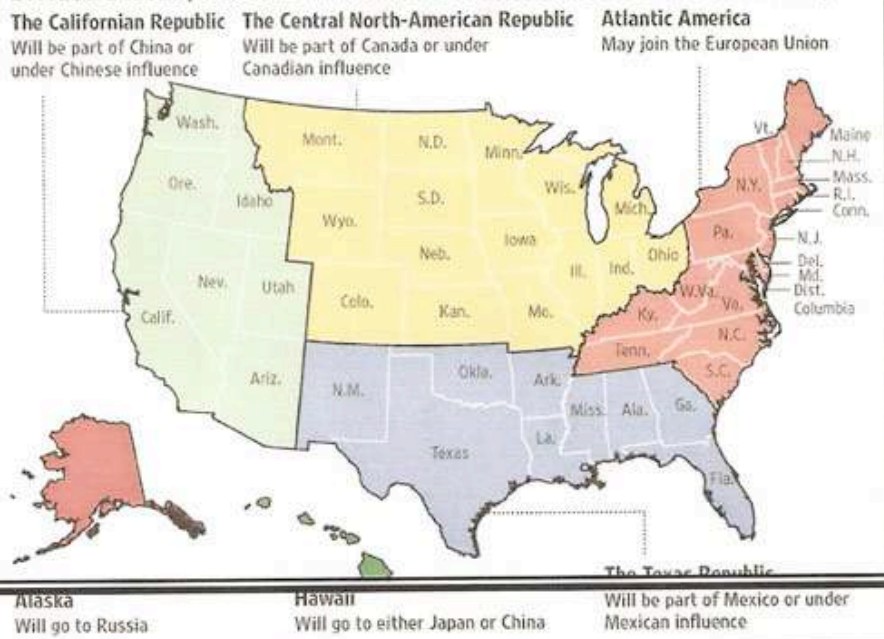 The Californian Republic
Will be part of China or
under Chinese influence
The Central North-American Republic
Will be part of Canada or under
Canadian influence
Atlantic America
May join the European Union
Wash.
Ore.
Idaho
Nev.
Utah
Calif.
Ariz.
Mont.
N.D.
Minn.
Wis.
Mich.
Wyo.
S.D.
Neb.
Iowa
Ill.
Ind.
Ohio
Colo.
Kan.
Mo.
Vt.
Maine
N.H.
Mass.
R.I.
Conn.
N.Y.
Pa.
N.J.
Del.
Md.
Dist.
Columbia
W.Va.
Va.
Ky.
N.C.
Tenn.
S.C.
N.M.
Okla.
Ark.
Texas
La.
Miss.
Ala.
Ga.
Fla.
Alaska
Will go to Russia
Hawaii
Will go to either Japan or China
The Texas Republic
Will be part of Mexico or under
Mexican influence